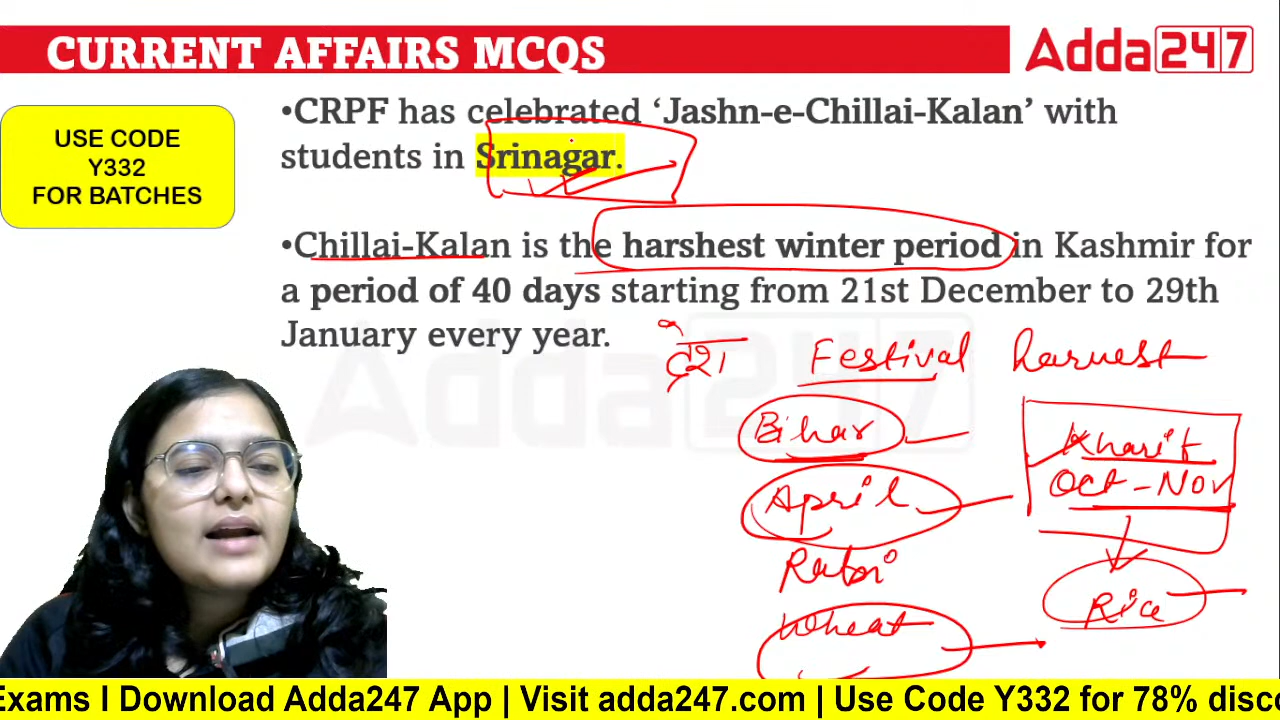 CURRENT AFFAIRS MCQS
Adda247
USE CODE
Y332
FOR BATCHES
•CRPF has celebrated ‘Jashn-e-Chillai-Kalan’ with
students in Srinagar.
•Chillai-Kalan is the harshest winter period in Kashmir for
a period of 40 days starting from 21st December to 29th
January every year.
Festival harvest
Bihar
Kharif
Oct-Nov
April
Rabi
Rice
Wheat
Adda247
Exams I Download Adda247 App | Visit adda247.com | Use Code Y332 for 78% disc